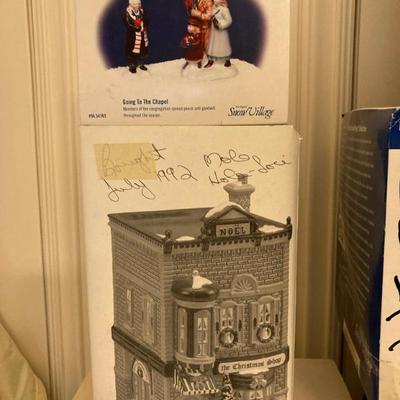 Going To The Chapel
Members of the congregation spread peace and goodwill
throughout the season.
Snow Village
Bought
July 1992
NOEL
the Christmas Shop